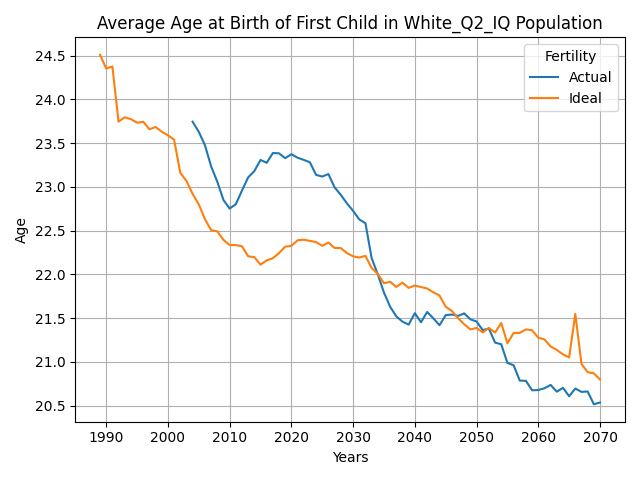 Average Age at Birth of First Child in White_Q2_IQ Population
Fertility
Actual
Ideal
Age
24.5
24.0
23.5
23.0
22.5
22.0
21.5
21.0
20.5
1990 2000 2010 2020 2030 2040 2050 2060 2070
Years